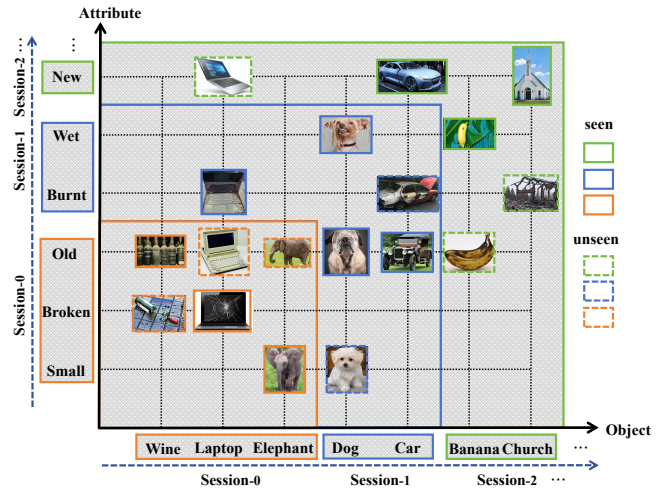 Attribute
Session-2 ...
Session-1
Session-0
...
New
Wet
Burnt
Old
Broken
Small
seen
unseen
Object
Wine Laptop Elephant Dog Car Banana Church ...
Session-0 Session-1 Session-2 ...